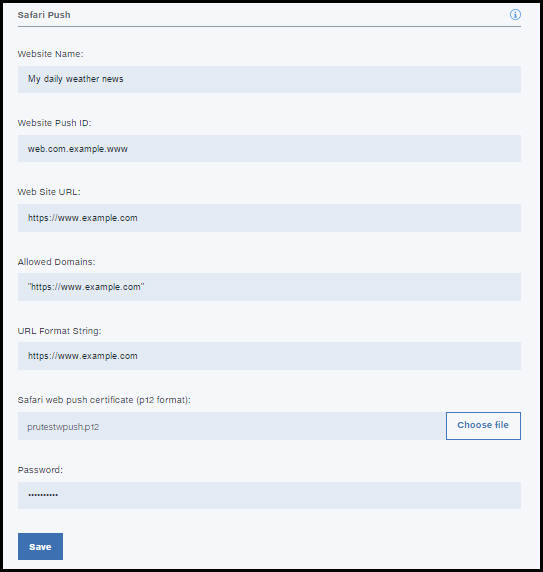 Safari Push
Website Name:
My daily weather news
Website Push ID:
web.com.example.www
Web Site URL:
https://www.example.com
Allowed Domains:
"https://www.example.com"
URL Format String:
https://www.example.com
Safari web push certificate (p12 format):
prutestwpush.p12
Choose file
Password:
••••••••••
Save